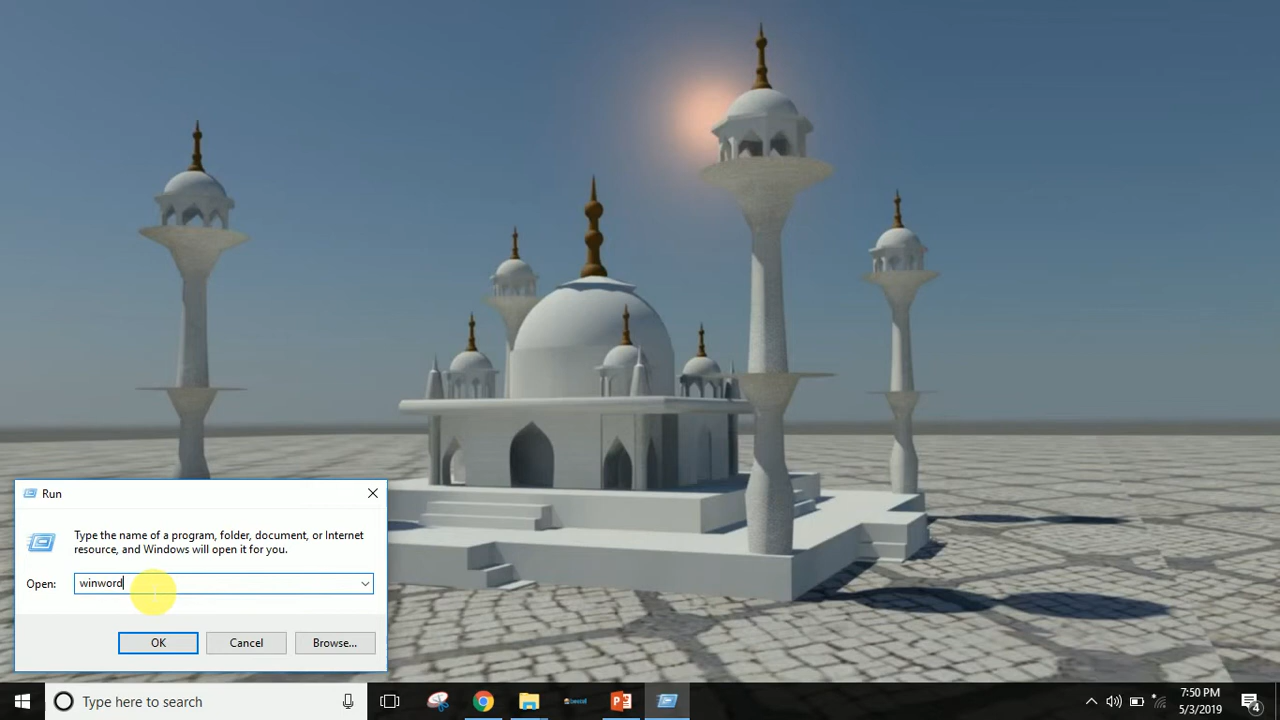 Run
Type the name of a program, folder, document, or Internet
resource, and Windows will open it for you.
Open:
winword
OK
Cancel
Browse...
Type here to search
7:50 PM
5/3/2019
4